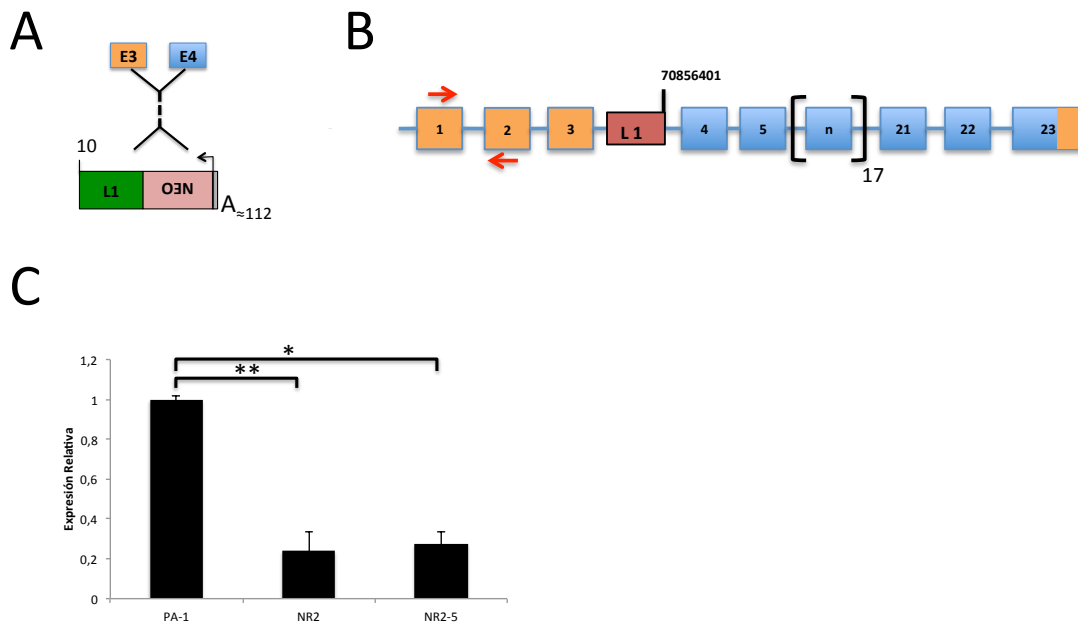 A
E3 E4
10
L1 NEO
A≈112
B
70856401
1 2 3 L 1 4 5 n 21 22 23
17
C
*
**
1,2
1
0,8
0,6
0,4
0,2
0
Expresión Relativa
PA-1 NR2 NR2-5